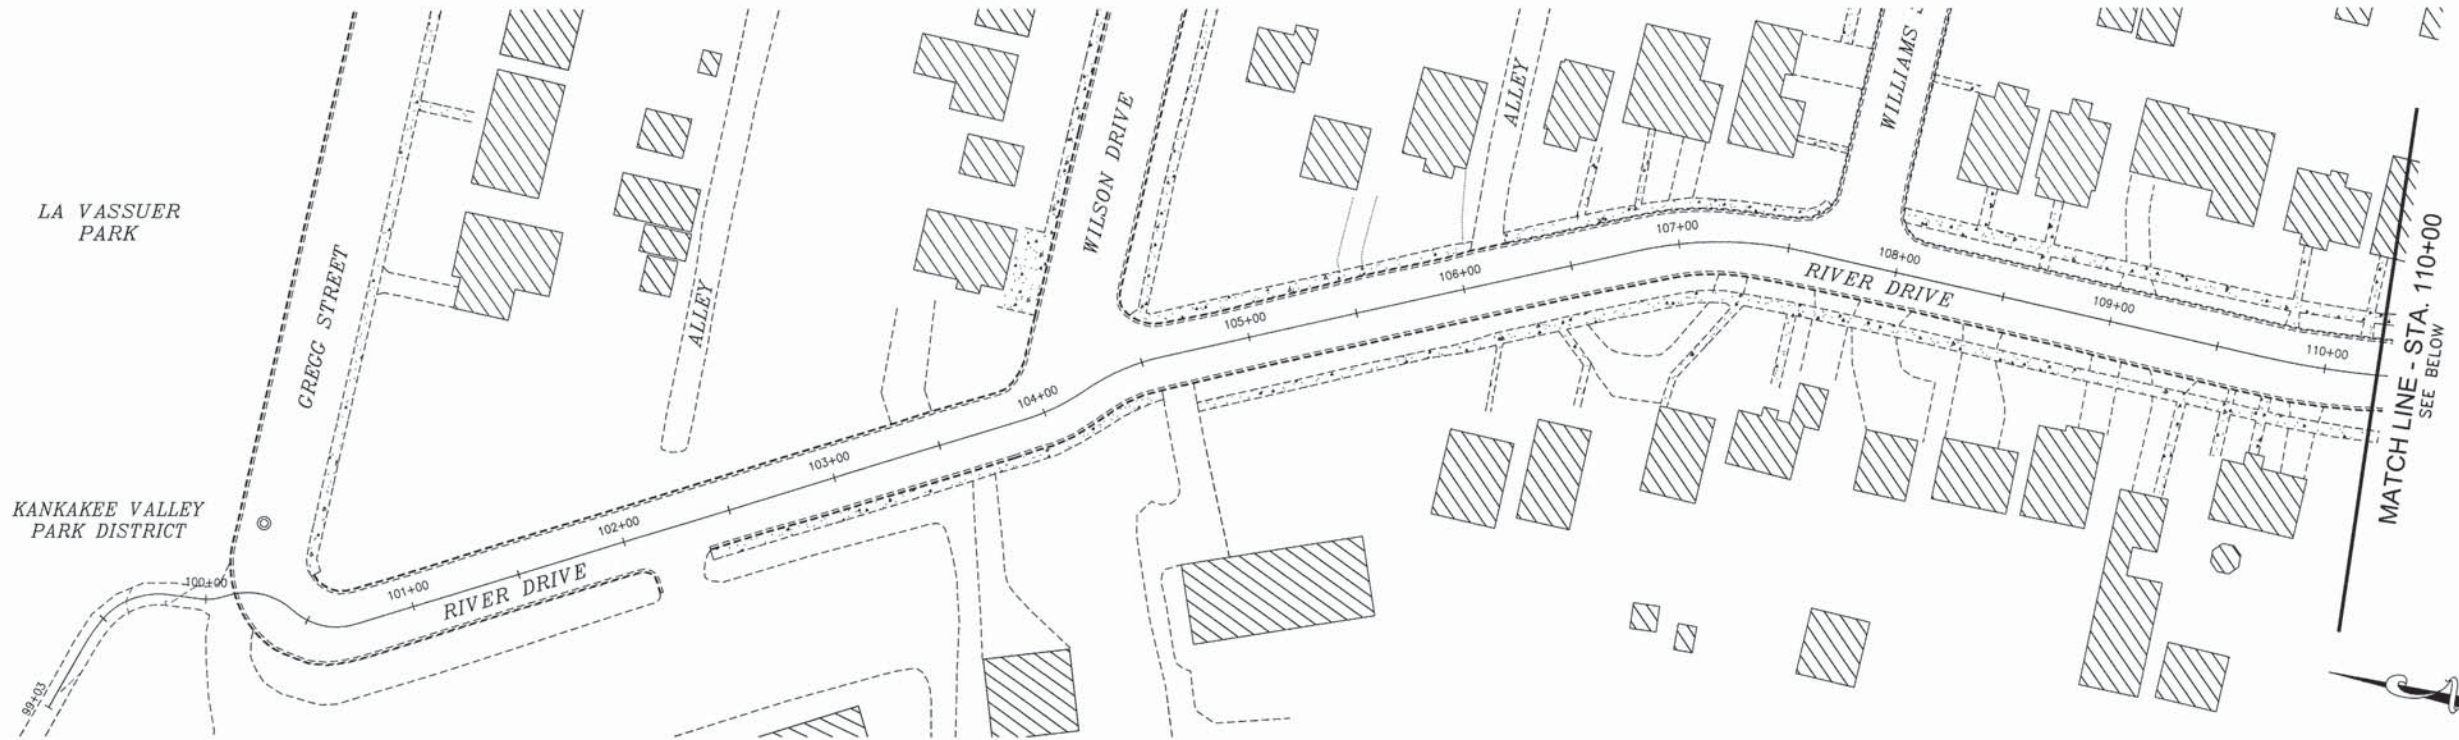 LA VASSUER
PARK
KANKAKEE VALLEY
PARK DISTRICT
GREGG STREET
ALLEY
WILSON DRIVE
ALLEY
WILLIAMS
RIVER DRIVE
RIVER DRIVE
99+03
100+00
101+00
102+00
103+00
104+00
105+00
106+00
107+00
108+00
109+00
110+00
MATCH LINE - STA. 110+00
SEE BELOW